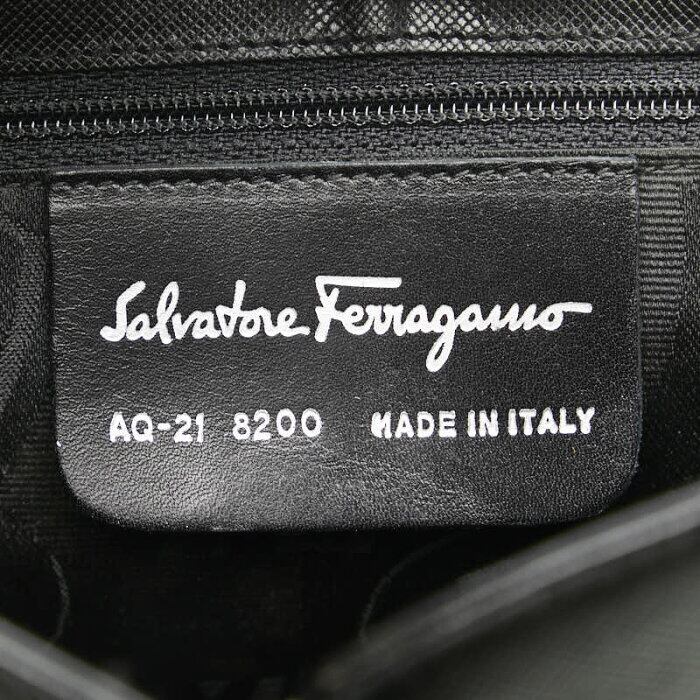 Salvatore Ferragamo
AQ-21 8200 MADE IN ITALY